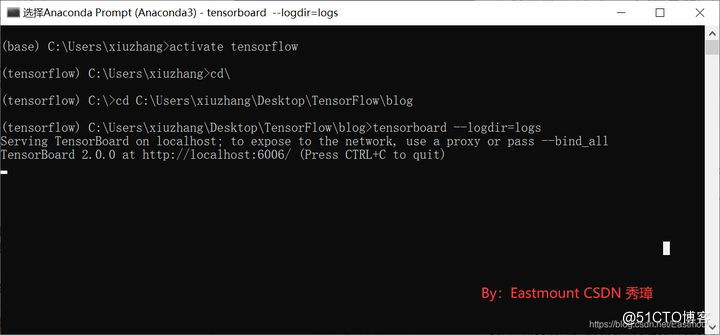 选择Anaconda Prompt (Anaconda3) - tensorboard --logdir=logs
(base) C:\Users\xiuzhang>activate tensorflow
(tensorflow) C:\Users\xiuzhang>cd\
(tensorflow) C:\>cd C:\Users\xiuzhang\Desktop\TensorFlow\blog
(tensorflow) C:\Users\xiuzhang\Desktop\TensorFlow\blog>tensorboard --logdir=logs
Serving TensorBoard on localhost; to expose to the network, use a proxy or pass --bind_all
TensorBoard 2.0.0 at http://localhost:6006/ (Press CTRL+C to quit)
By：Eastmount CSDN 秀璋
@51CTO博客
https://blog.csdn.net/Eastmount